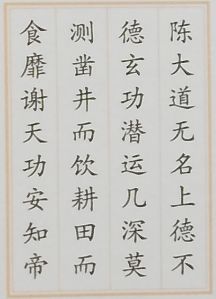 陈大道无名上德不
德玄功潜运几深莫
测凿井而饮耕田而
食靡谢天功安知帝